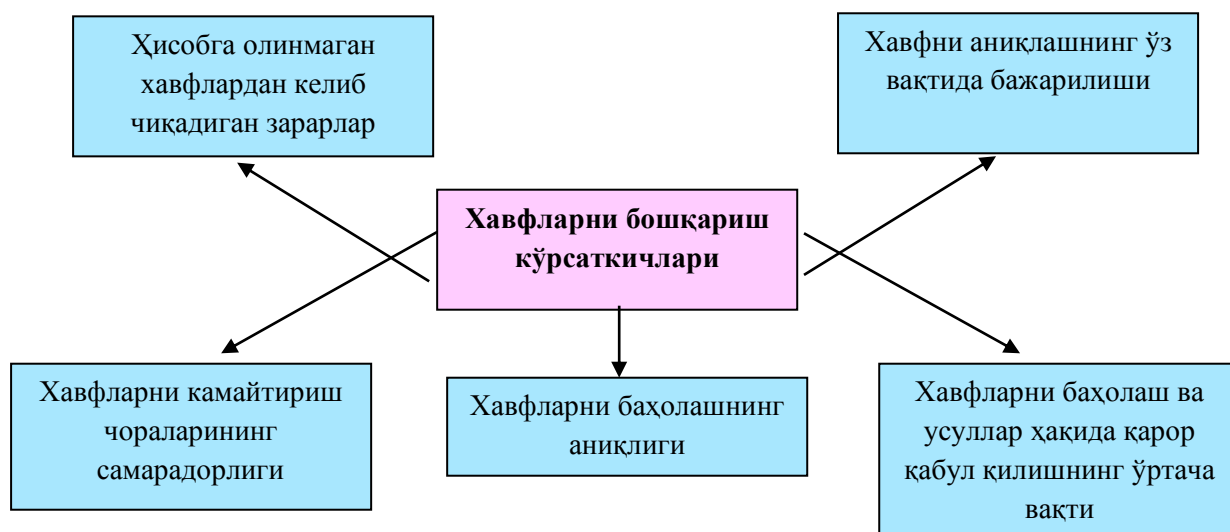 Ҳисобга олинмаган
хавфлардан келиб
чиқадиган зарарлар
Хавфни аниқлашнинг ўз
вақтида бажарилиши
Хавфларни бошқариш
кўрсаткичлари
Хавфларни камайтириш
чораларининг
самарадорлиги
Хавфларни баҳолашнинг
аниқлиги
Хавфларни баҳолаш ва
усуллар ҳақида қарор
қабул қилишнинг ўртача
вақти